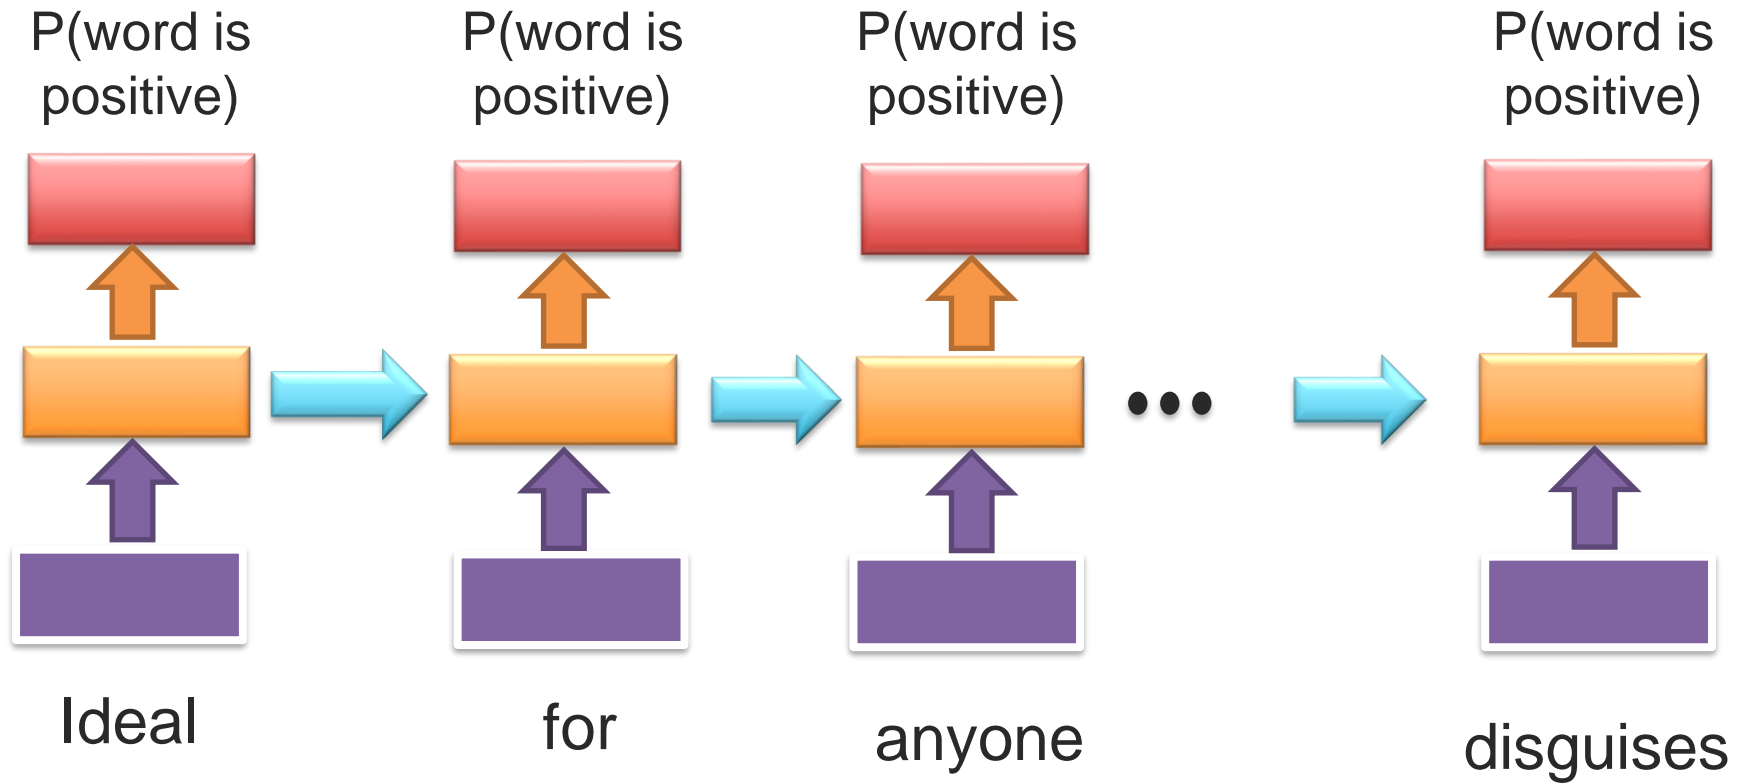 P(word is
positive)
P(word is
positive)
P(word is
positive)
P(word is
positive)
...
Ideal
for
anyone
disguises